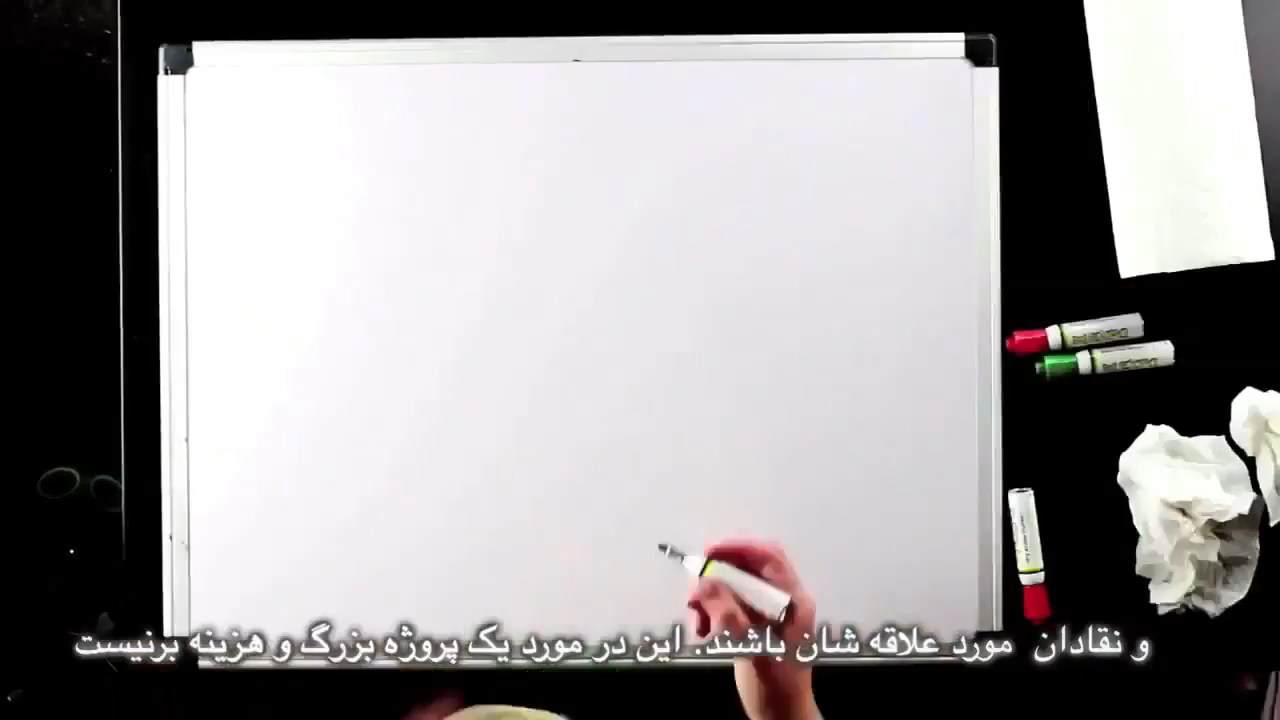 و نقادان مورد علاقه شان باشند. این در مورد یک پروژه بزرگ و هزینه برنیست